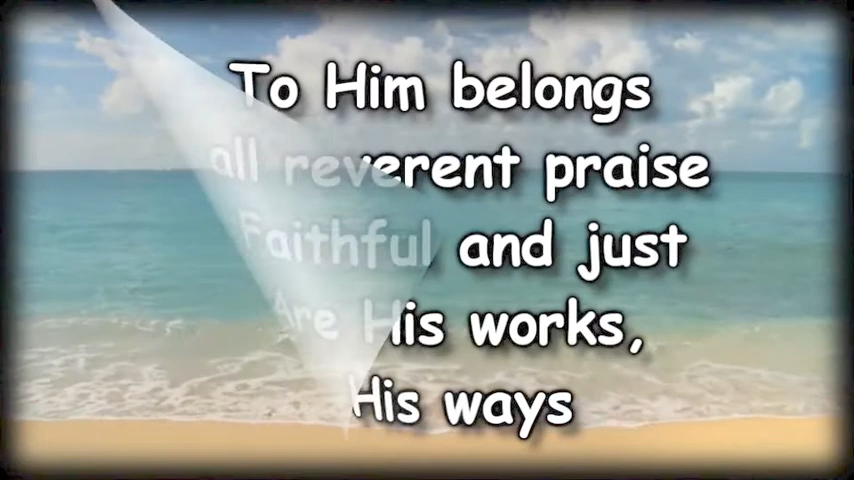 To Him belongs
all reverent praise
Faithful and just
Are His works,
His ways